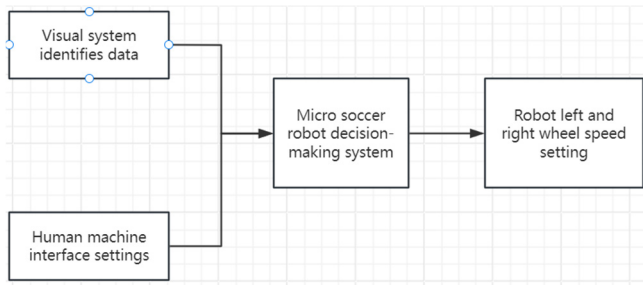 Visual system
identifies data
Micro soccer
robot decision-
making system
Robot left and
right wheel speed
setting
Human machine
interface settings